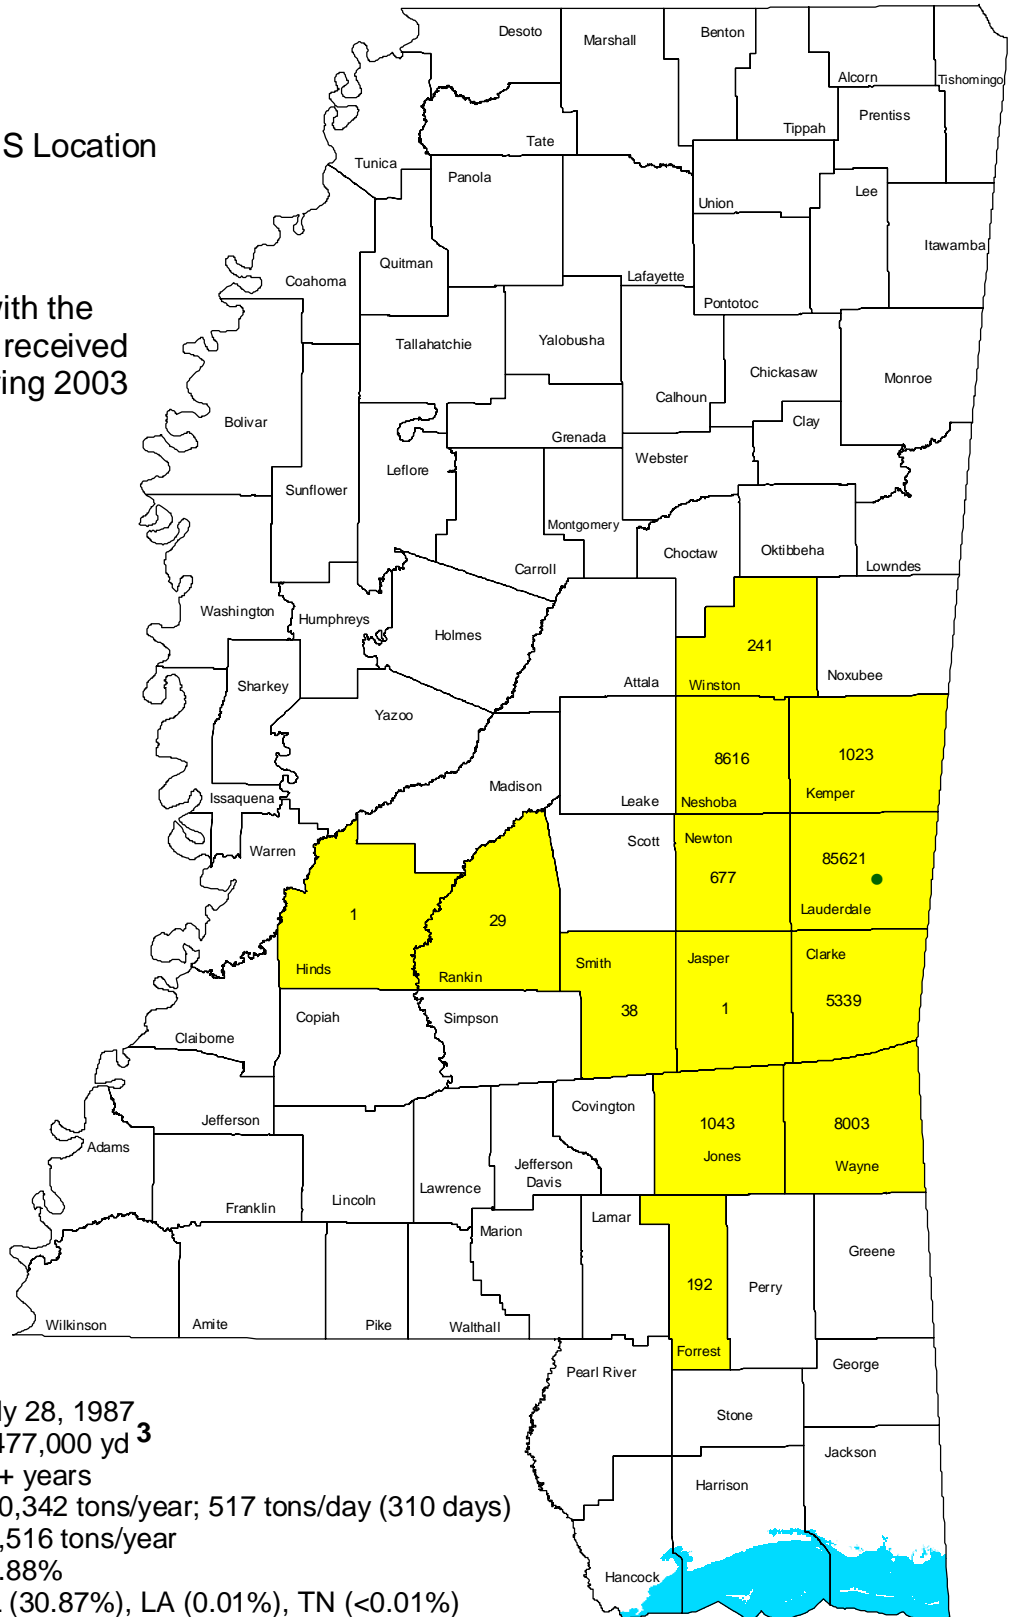 Desoto
Marshall
Benton
Alcorn
Tishomingo
Tippah
Prentiss
Tate
S Location
Tunica
Panola
Union
Lee
Itawamba
Quitman
Coahoma
Lafayette
Pontotoc
with the
received
ring 2003
Tallahatchie
Yalobusha
Chickasaw
Monroe
Calhoun
Bolivar
Clay
Grenada
Webster
Leflore
Sunflower
Montgomery
Choctaw
Oktibbeha
Carroll
Lowndes
Washington
Humphreys
Holmes
241
Attala
Winston
Noxubee
Sharkey
Yazoo
8616
1023
Madison
Issaquena
Leake
Neshoba
Kemper
Warren
Scott
Newton
85621
677
1
29
Lauderdale
Hinds
Rankin
Smith
Jasper
Clarke
5339
38
1
Copiah
Simpson
Claiborne
Covington
Jefferson
1043
8003
Adams
Jones
Wayne
Jefferson
Davis
Lawrence
Lincoln
Franklin
Lamar
Marion
Greene
192
Perry
Wilkinson
Amite
Pike
Walthall
Forrest
George
Pearl River
ly 28, 1987
477,000 yd 3
Stone
Jackson
+ years
Harrison
0,342 tons/year; 517 tons/day (310 days)
,516 tons/year
.88%
Hancock
(30.87%), LA (0.01%), TN (<0.01%)